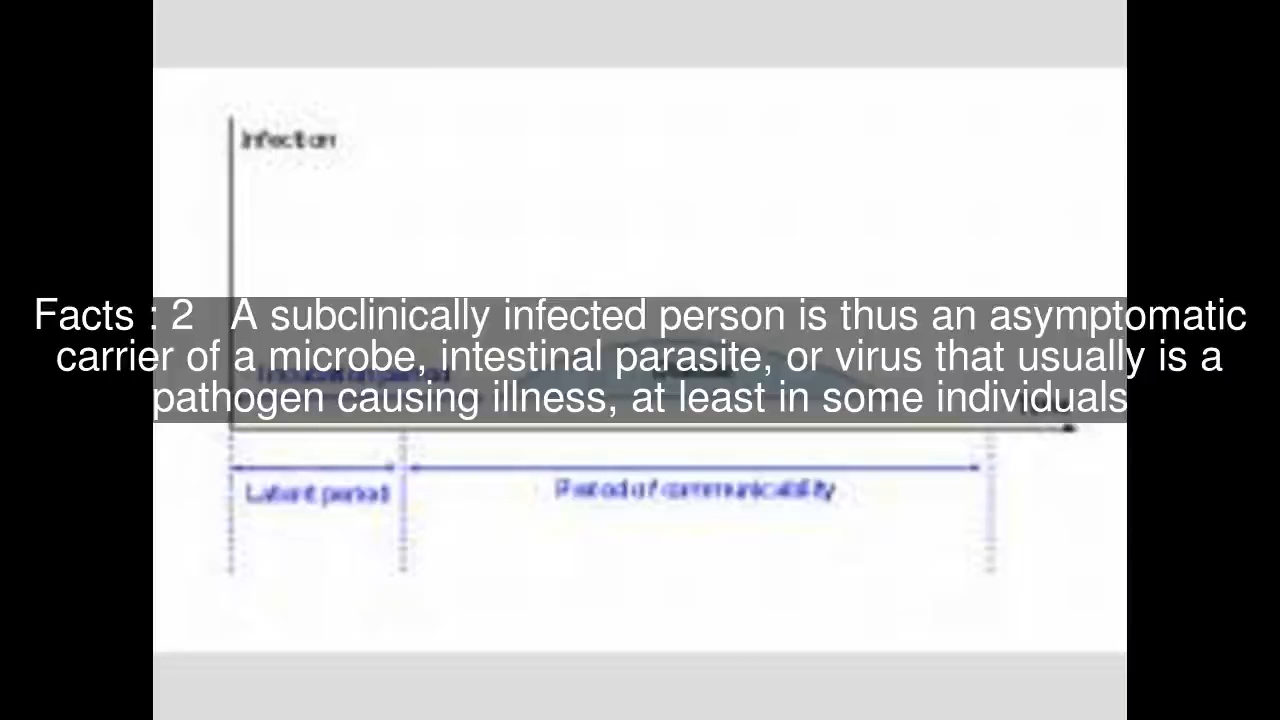 Infection
Facts : 2 A subclinically infected person is thus an asymptomatic
carrier of a microbe, intestinal parasite, or virus that usually is a
pathogen causing illness, at least in some individuals
Latent period
Period of communicability